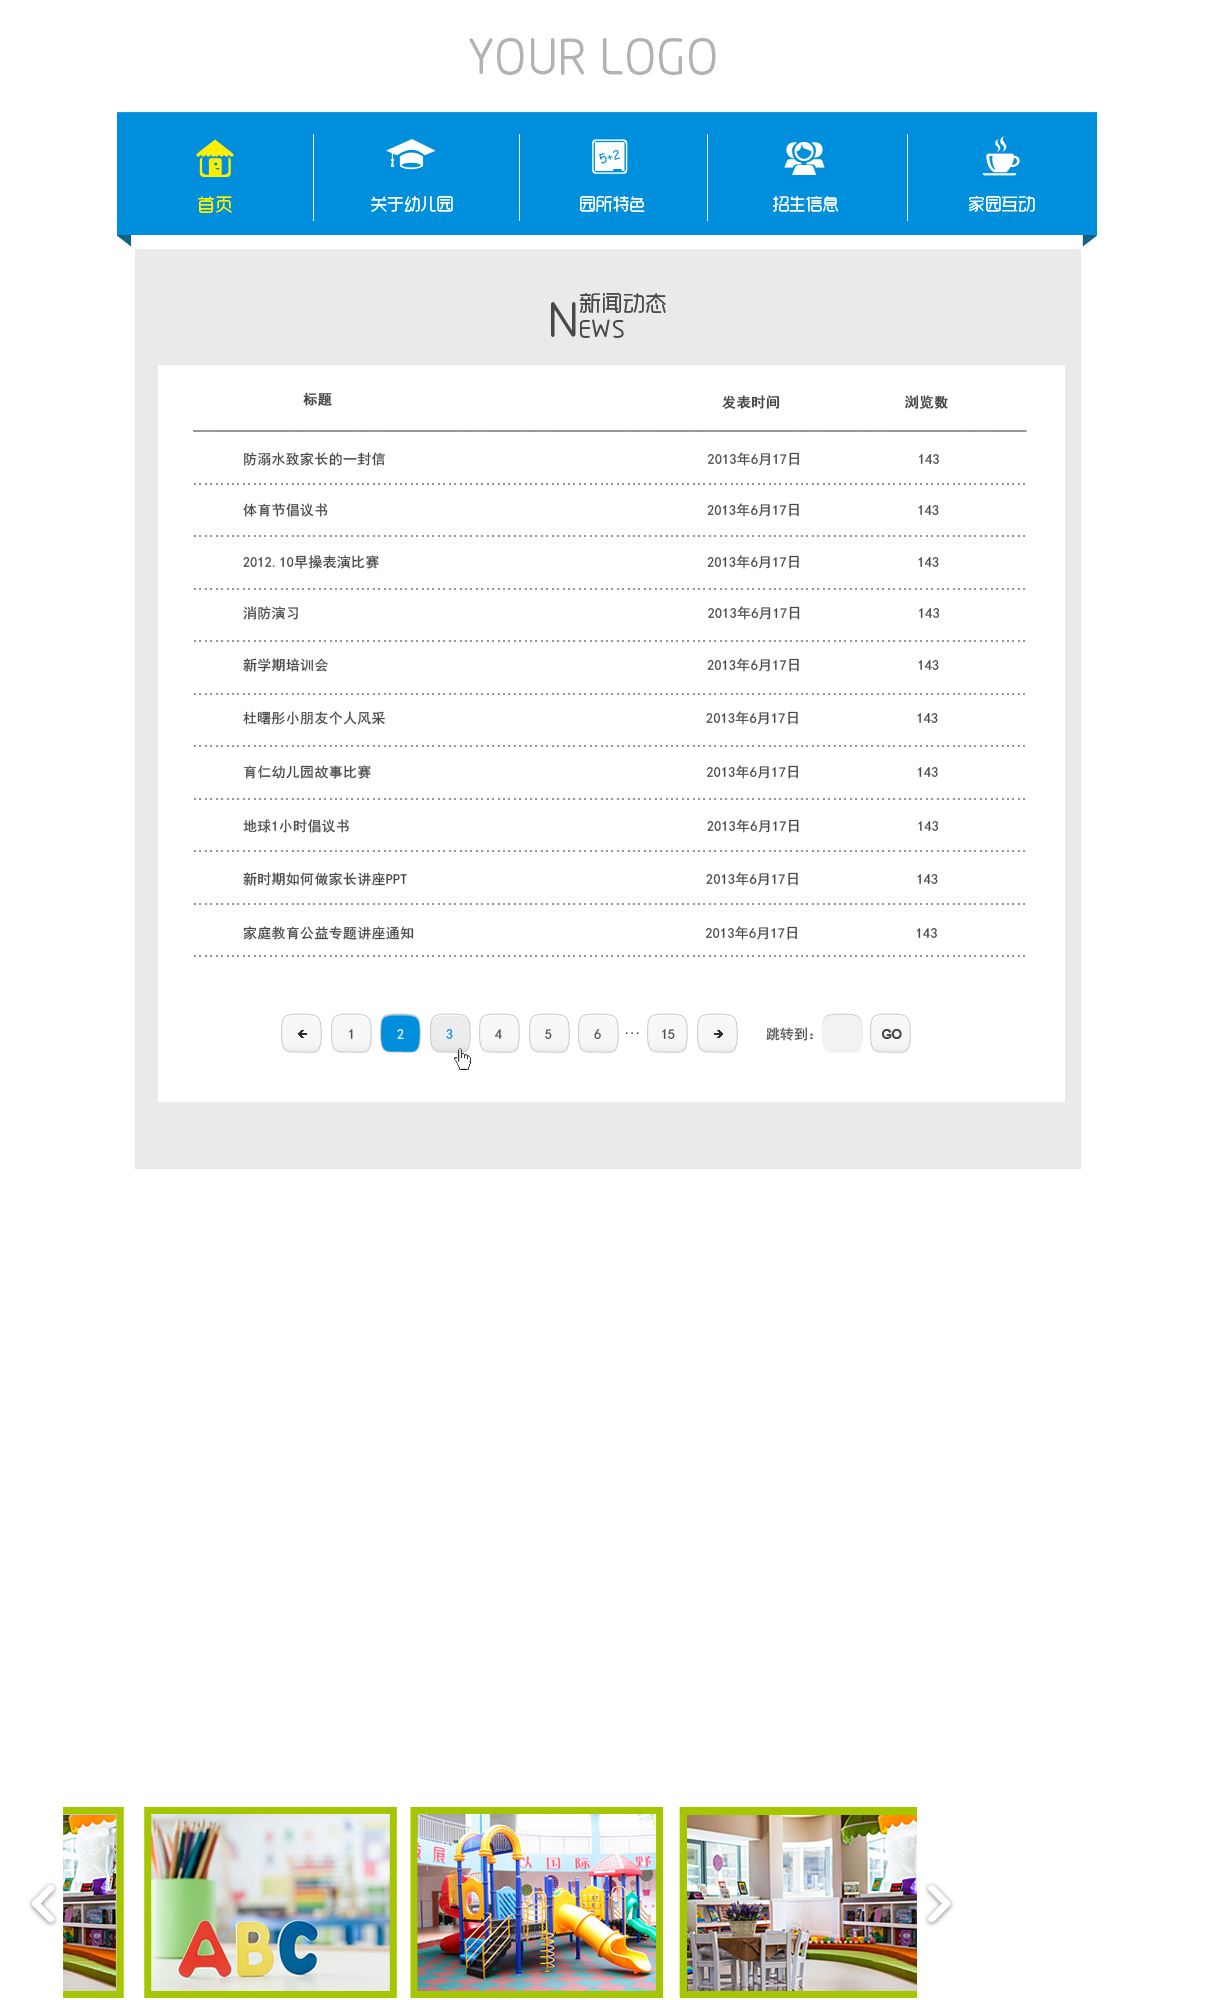 YOUR LOGO
5+2
首页 关于幼儿园 园所特色 招生信息 家园互动
新闻动态
NEWS
标题 发表时间 浏览数
防溺水致家长的一封信 2013年6月17日 143
体育节倡议书 2013年6月17日 143
2012.10早操表演比赛 2013年6月17日 143
消防演习 2013年6月17日 143
新学期培训会 2013年6月17日 143
杜曙彤小朋友个人风采 2013年6月17日 143
育仁幼儿园故事比赛 2013年6月17日 143
地球1小时倡议书 2013年6月17日 143
新时期如何做家长讲座PPT 2013年6月17日 143
家庭教育公益专题讲座通知 2013年6月17日 143
1 2 3 4 5 6 ··· 15 跳转到： GO
展 以国际 野
ABC